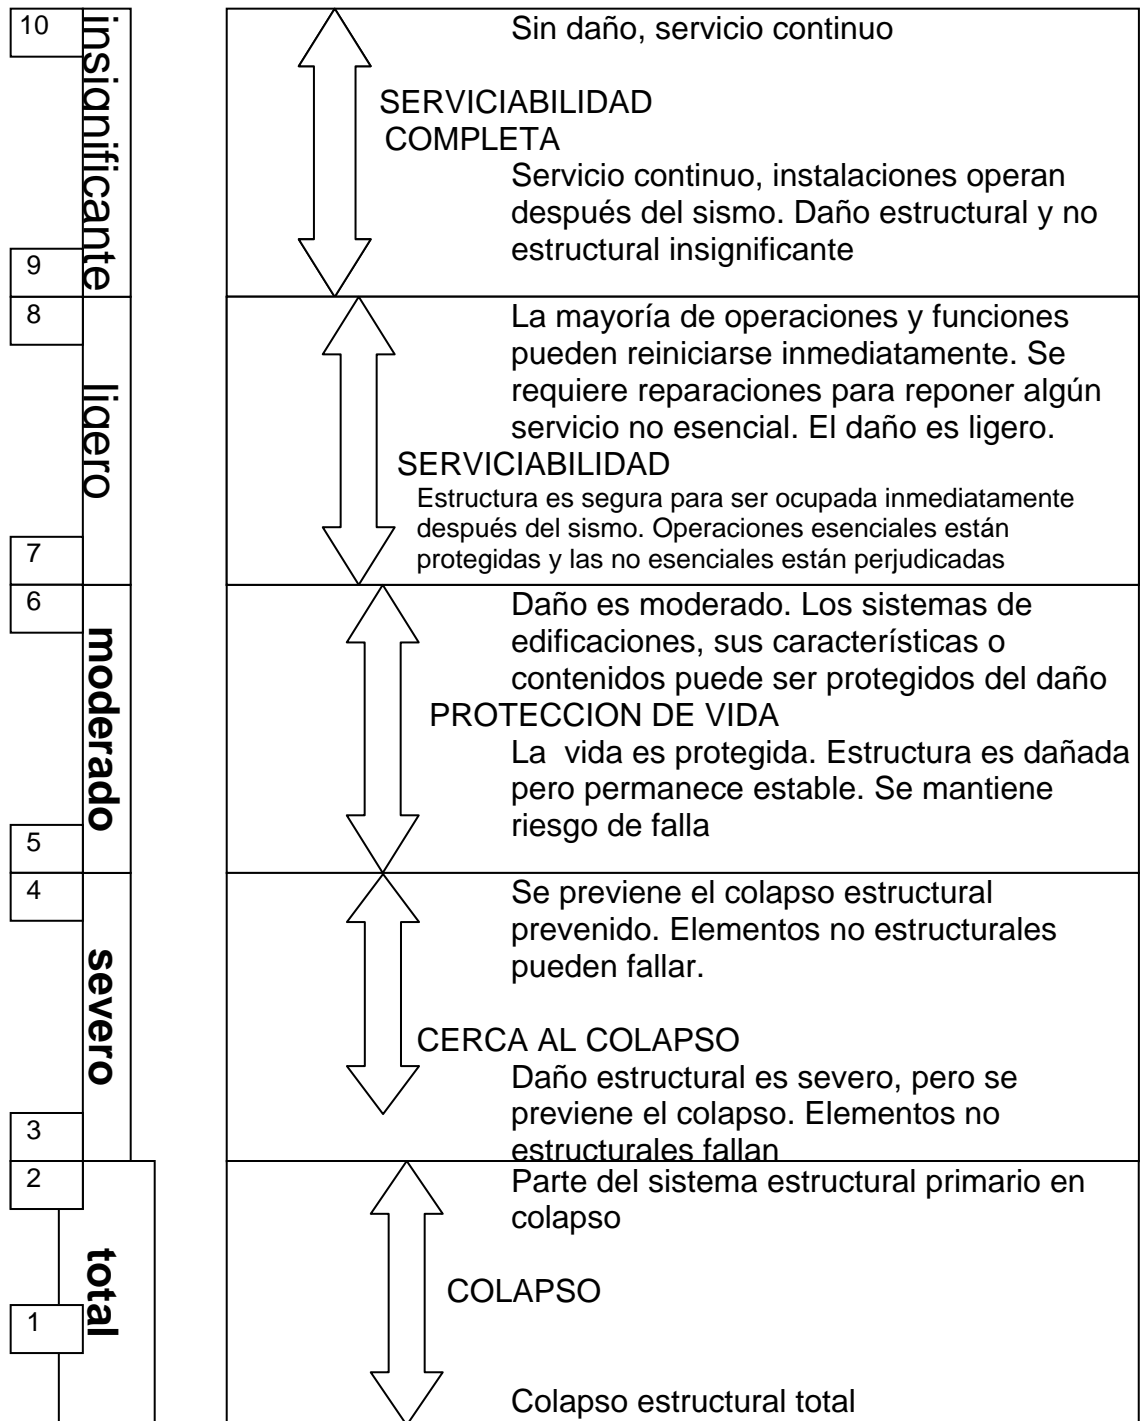 10
insignificante
Sin daño, servicio continuo
SERVICIABILIDAD
COMPLETA
Servicio continuo, instalaciones operan
después del sismo. Daño estructural y no
estructural insignificante
9
8
ligero
La mayoría de operaciones y funciones
pueden reiniciarse inmediatamente. Se
requiere reparaciones para reponer algún
servicio no esencial. El daño es ligero.
SERVICIABILIDAD
Estructura es segura para ser ocupada inmediatamente
después del sismo. Operaciones esenciales están
protegidas y las no esenciales están perjudicadas
7
6
moderado
Daño es moderado. Los sistemas de
edificaciones, sus características o
contenidos puede ser protegidos del daño
PROTECCION DE VIDA
La vida es protegida. Estructura es dañada
pero permanece estable. Se mantiene
riesgo de falla
5
4
severo
Se previene el colapso estructural
prevenido. Elementos no estructurales
pueden fallar.
CERCA AL COLAPSO
Daño estructural es severo, pero se
previene el colapso. Elementos no
estructurales fallan
3
2
total
Parte del sistema estructural primario en
colapso
COLAPSO
1
Colapso estructural total